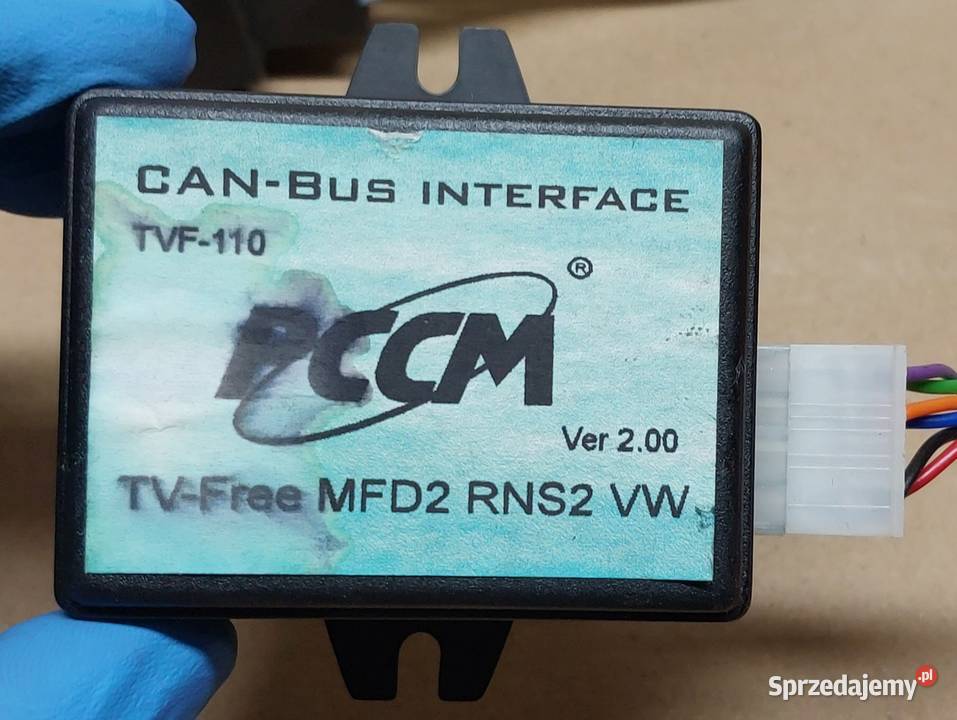 CAN-BUS INTERFACE
TVF-110
PCCM®
Ver 2.00
TV-Free MFD2 RNS2 VW
Sprzedajemy.pl